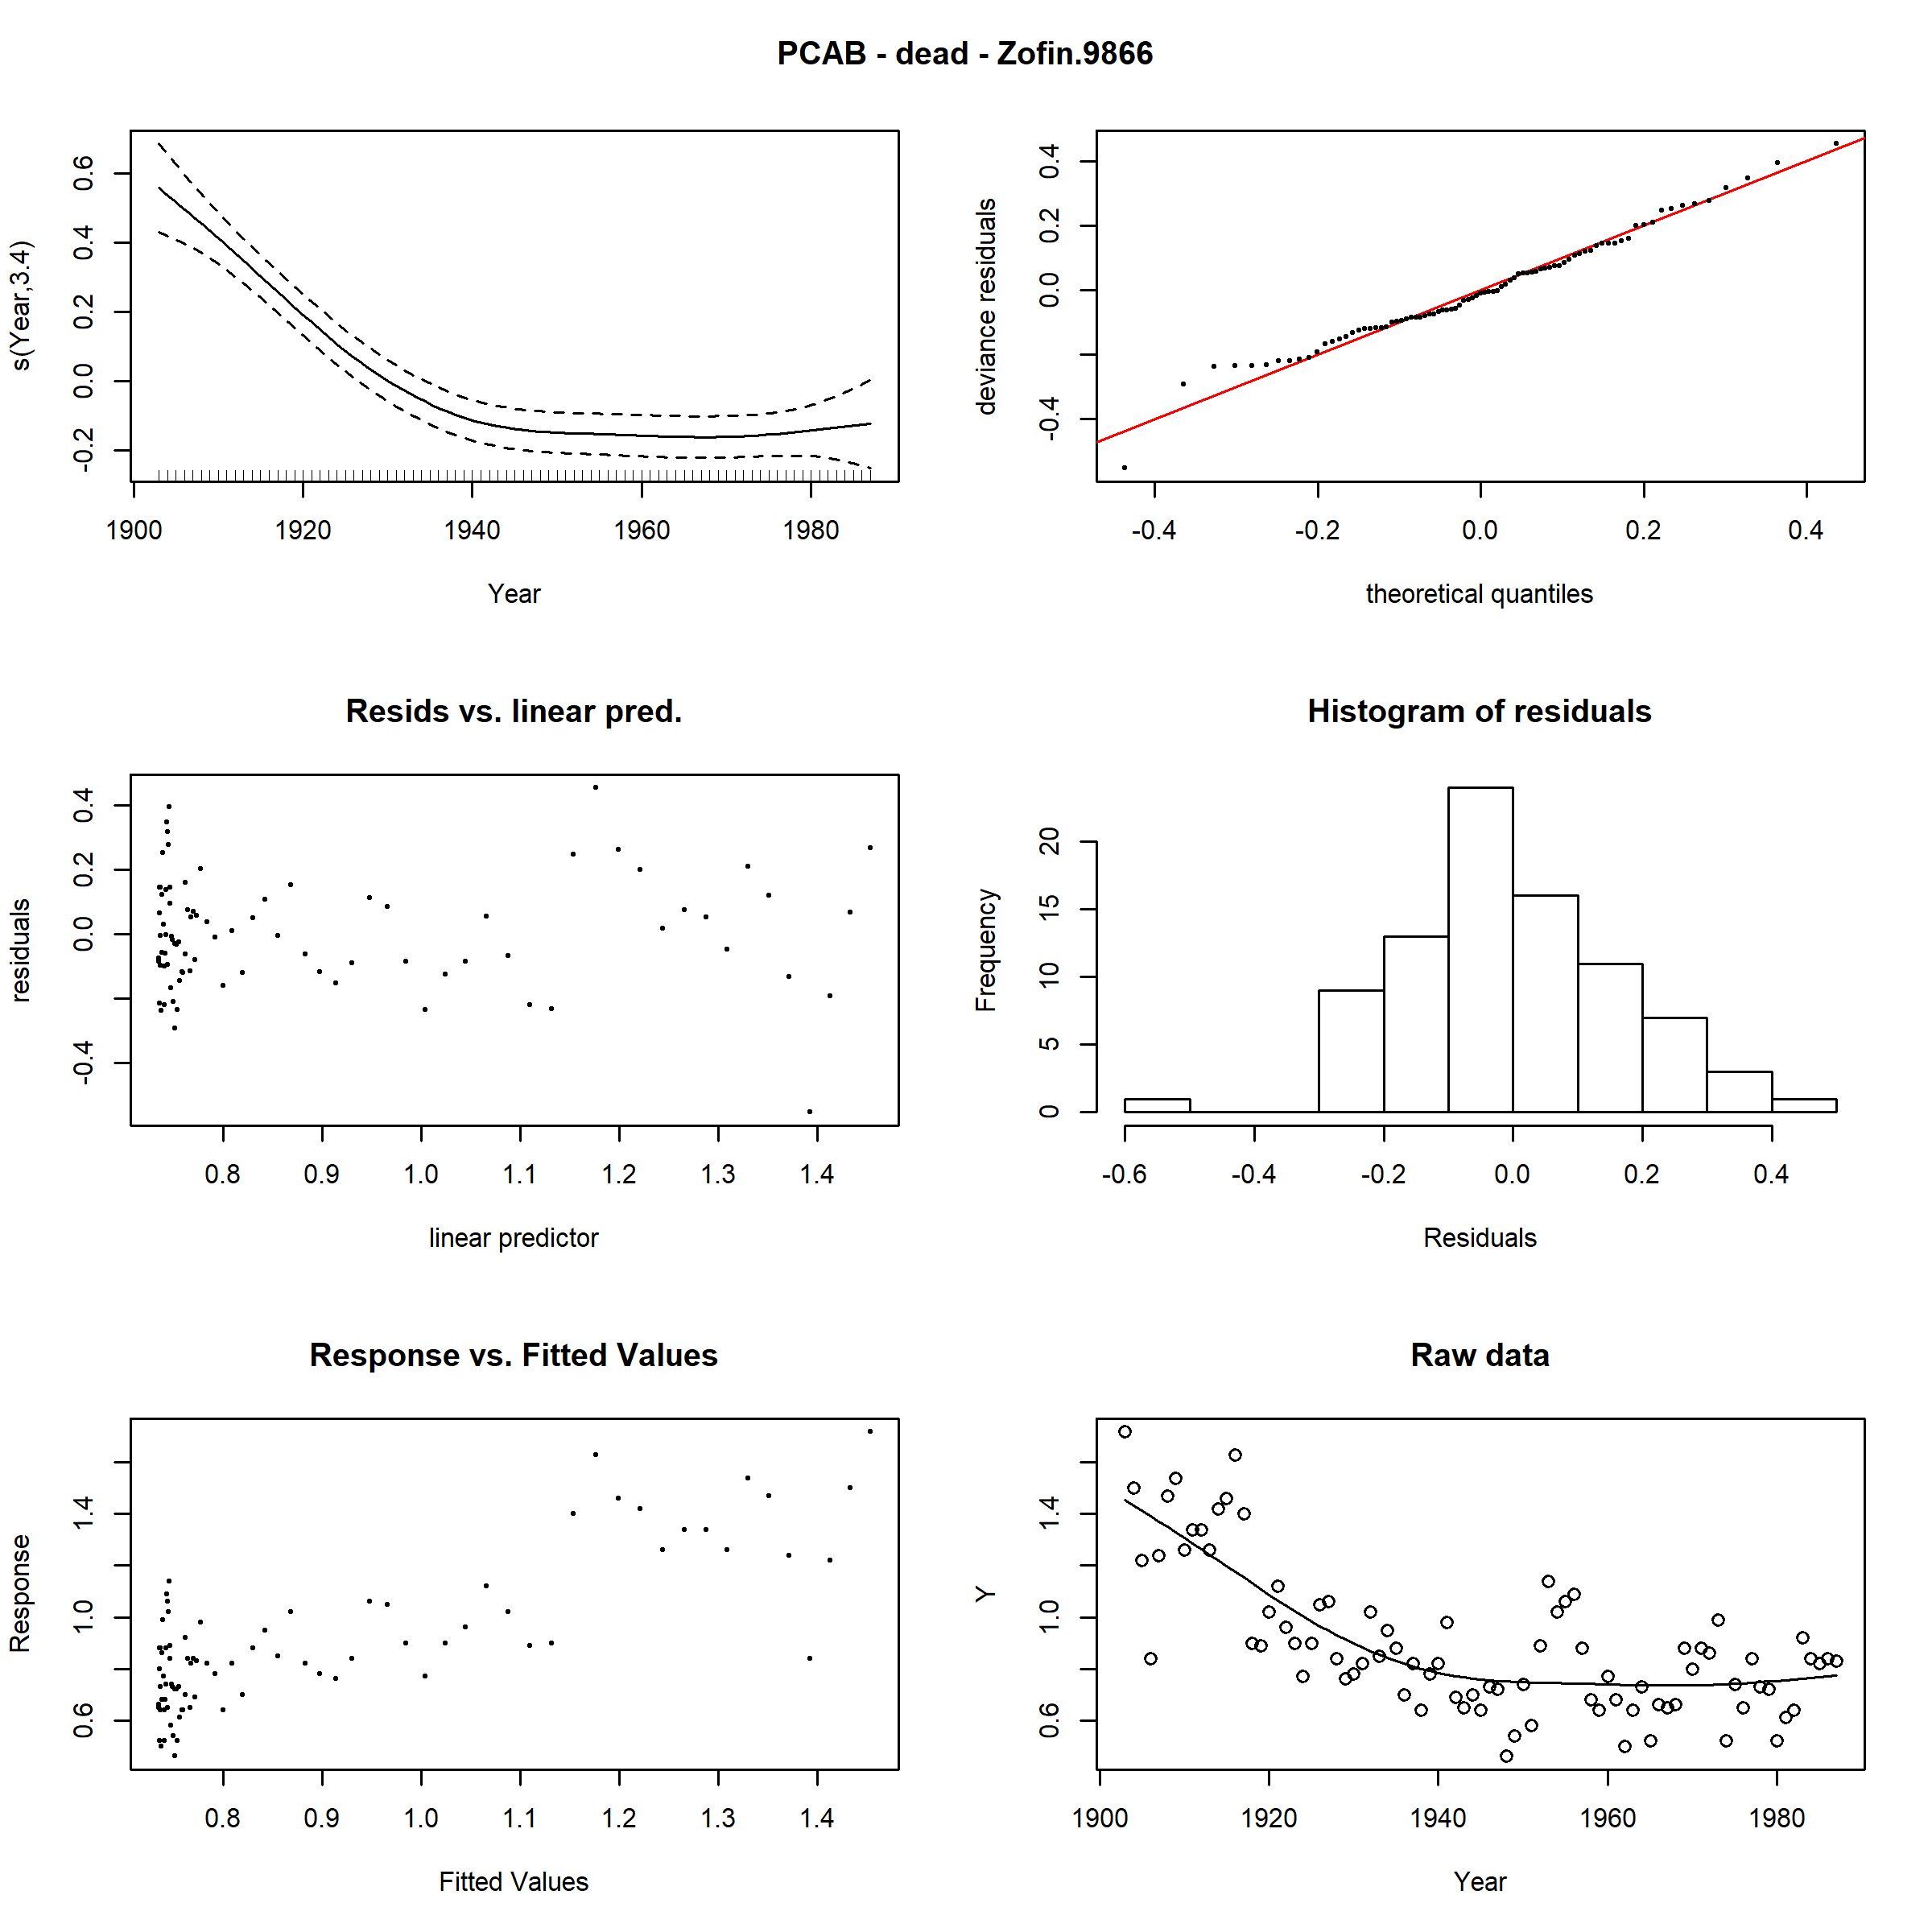 PCAB - dead - Zofin.9866
s(Year,3.4)
-0.2 0.0 0.2 0.4 0.6
1900 1920 1940 1960 1980
Year
deviance residuals
-0.4 0.0 0.2 0.4
-0.4 -0.2 0.0 0.2 0.4
theoretical quantiles
Resids vs. linear pred.
residuals
-0.4 0.0 0.2 0.4
0.8 0.9 1.0 1.1 1.2 1.3 1.4
linear predictor
Histogram of residuals
Frequency
0 5 10 15 20
-0.6 -0.4 -0.2 0.0 0.2 0.4
Residuals
Response vs. Fitted Values
Response
0.6 1.0 1.4
0.8 0.9 1.0 1.1 1.2 1.3 1.4
Fitted Values
Raw data
Y
0.6 1.0 1.4
1900 1920 1940 1960 1980
Year